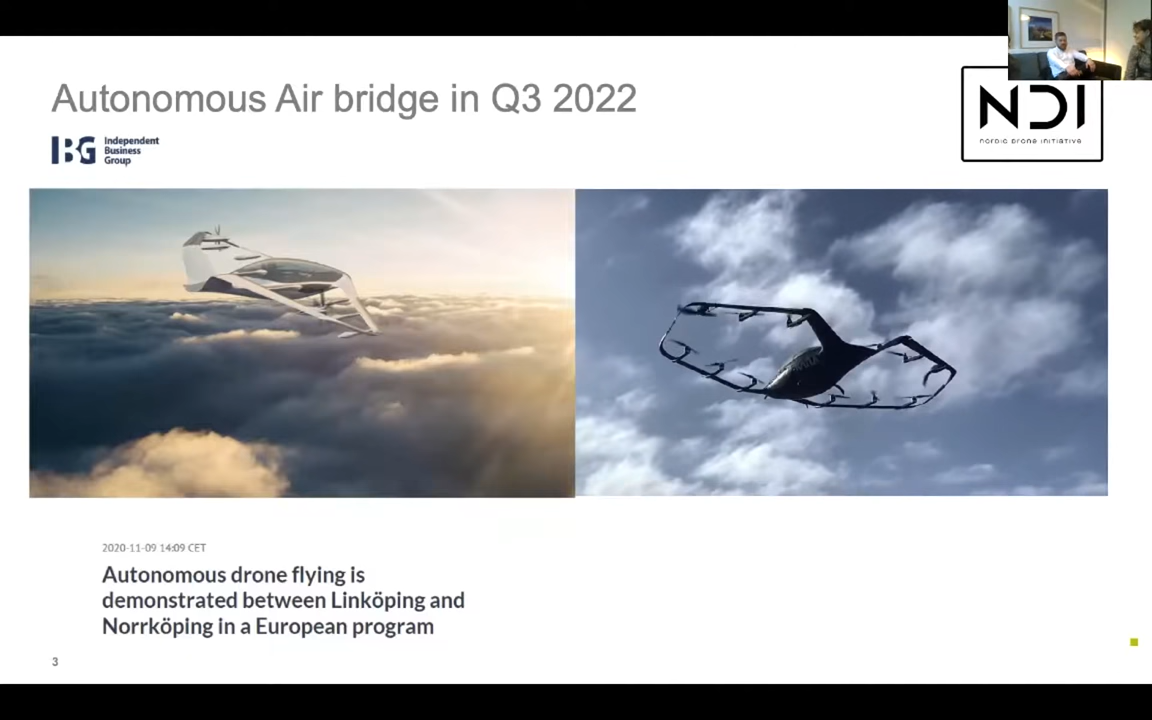 Autonomous Air bridge in Q3 2022
IBG
Independent
Business
Group
NDI
nordic drone initiative
2020-11-09 14:09 CET
Autonomous drone flying is
demonstrated between Linköping and
Norrköping in a European program
3